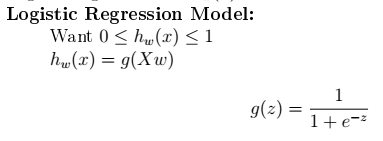 Logistic Regression Model:
Want 0 ≤ h_w(x) ≤ 1
h_w(x) = g(Xw)
g(z) = 1 / (1 + e^{-z})